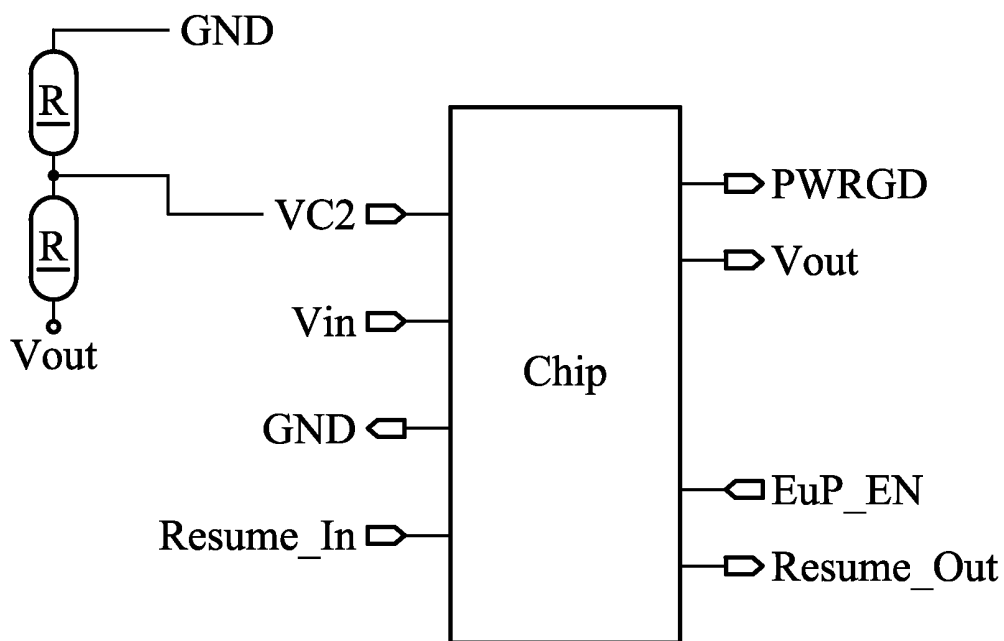 GND
R
R
Vout
VC2
Vin
GND
Resume_In
Chip
PWRGD
Vout
EuP_EN
Resume_Out